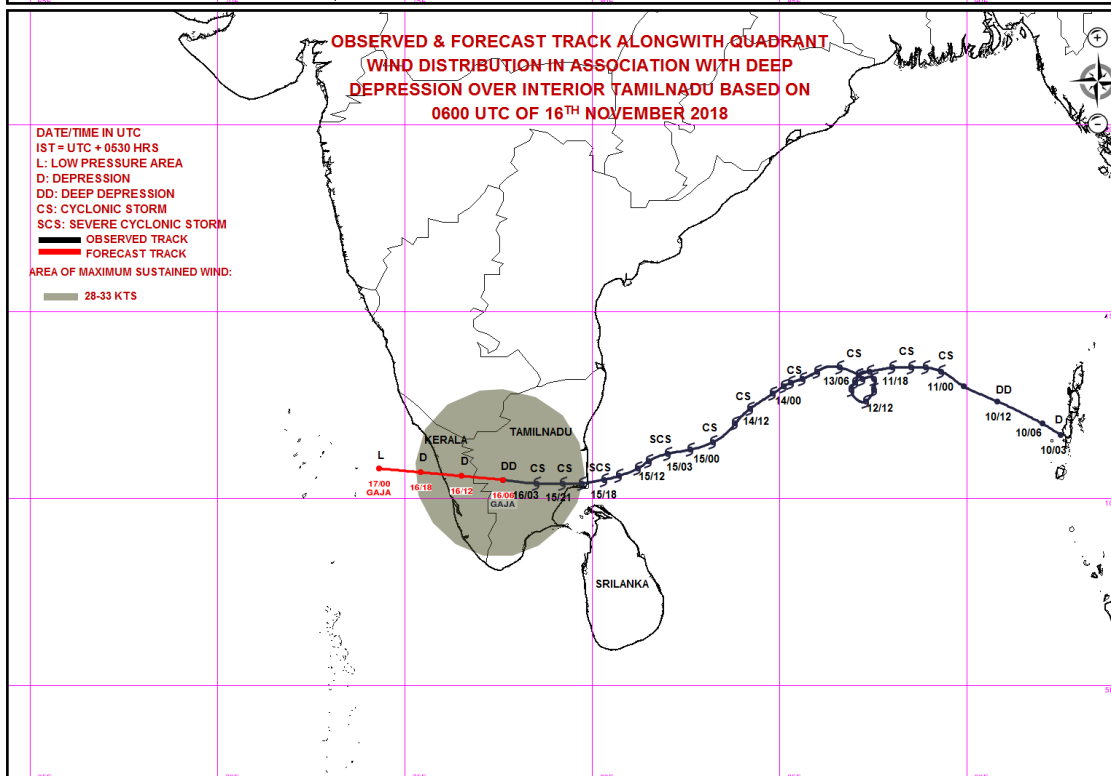 OBSERVED & FORECAST TRACK ALONGWITH QUADRANT
WIND DISTRIBUTION IN ASSOCIATION WITH DEEP
DEPRESSION OVER INTERIOR TAMILNADU BASED ON
0600 UTC OF 16TH NOVEMBER 2018
DATE/TIME IN UTC
IST = UTC + 0530 HRS
L: LOW PRESSURE AREA
D: DEPRESSION
DD: DEEP DEPRESSION
CS: CYCLONIC STORM
SCS: SEVERE CYCLONIC STORM
OBSERVED TRACK
FORECAST TRACK
AREA OF MAXIMUM SUSTAINED WIND:
28-33 KTS
CS CS CS
13/06 11/18 11/00
CS 14/00 12/12 DD
14/12 10/12 D
CS 10/06
10/03
KERALA TAMILNADU
SCS 15/00
15/03
15/12
L D D DD CS CS SCS
17/00 16/18 16/12 16/06 16/03 15/21 15/18
GAJA GAJA
SRILANKA